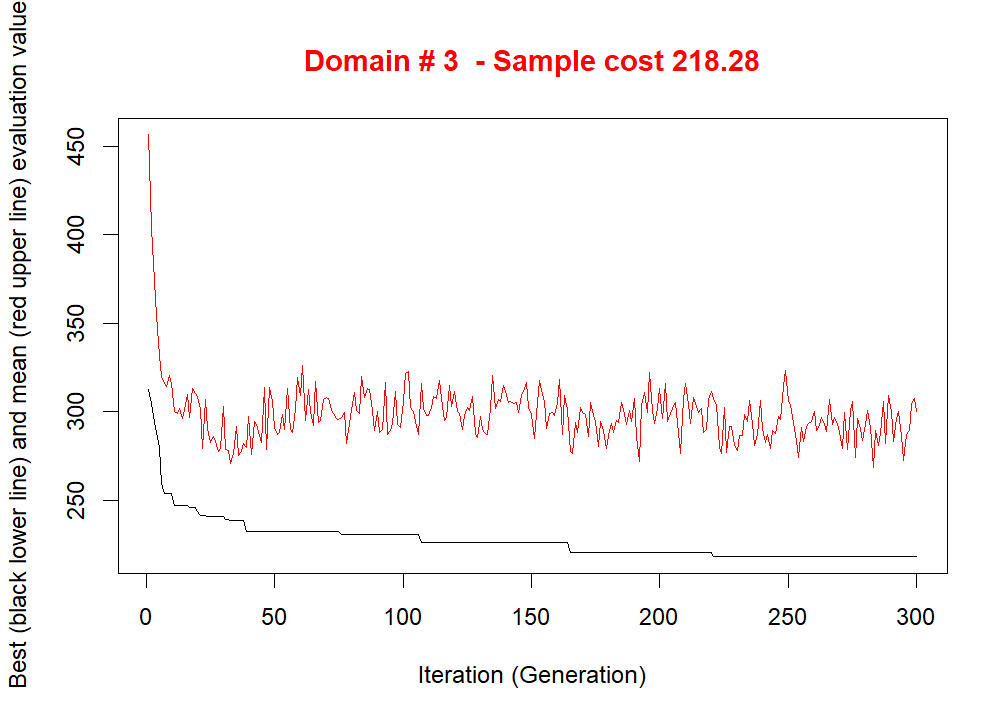 Domain # 3  - Sample cost 218.28
Best (black lower line) and mean (red upper line) evaluation value
450
400
350
300
250
0 50 100 150 200 250 300
Iteration (Generation)